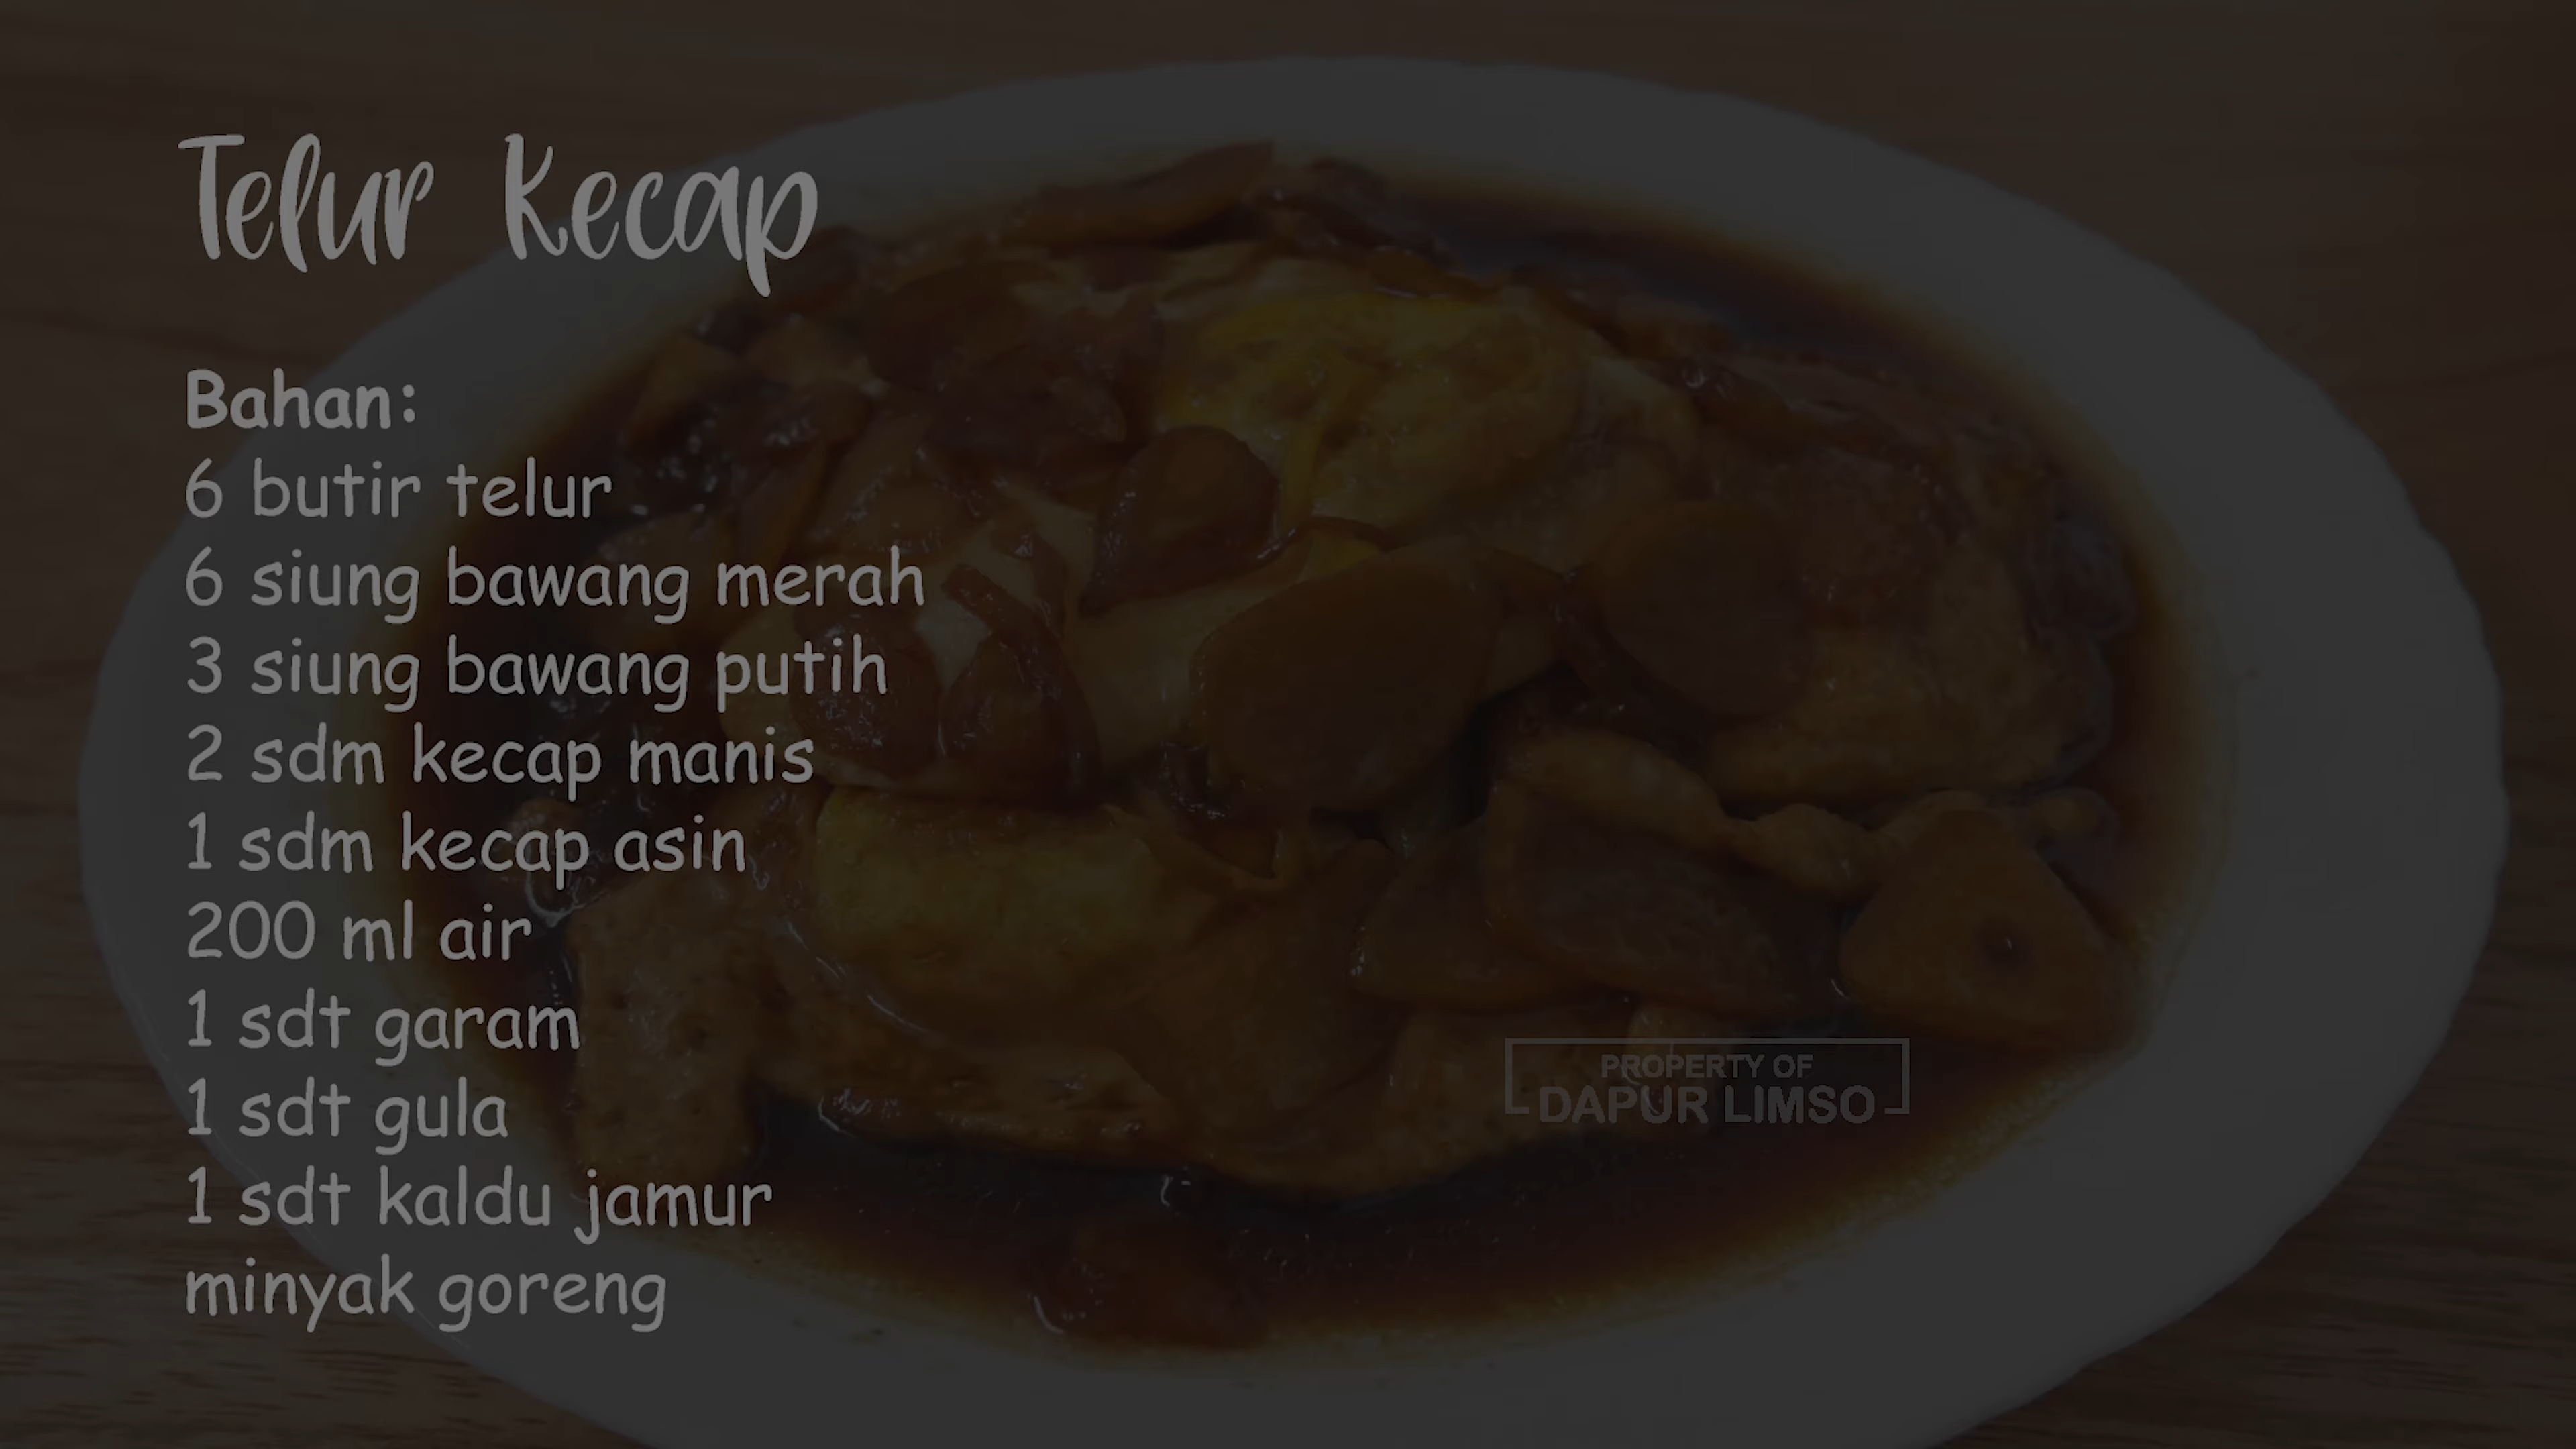 Telur Kecap
Bahan:
6 butir telur
6 siung bawang merah
3 siung bawang putih
2 sdm kecap manis
1 sdm kecap asin
200 ml air
1 sdt garam
1 sdt gula
1 sdt kaldu jamur
minyak goreng
PROPERTY OF
DAPUR LIMSO